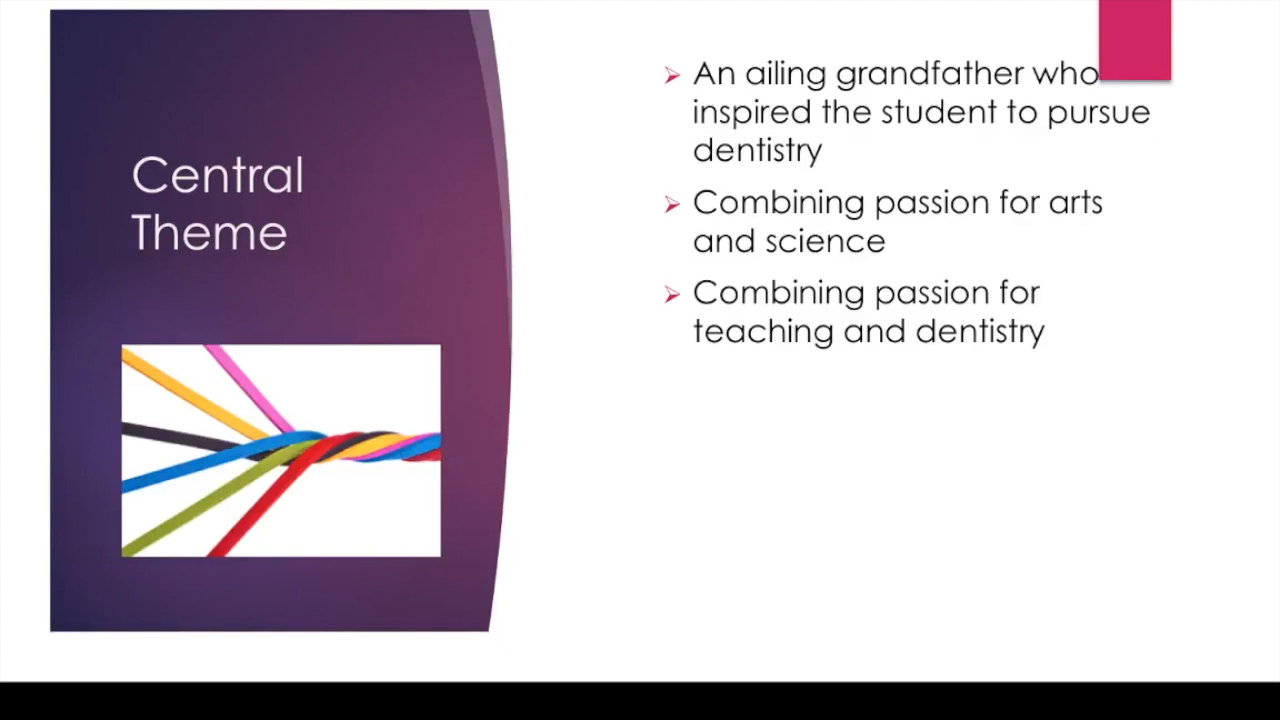 Central
Theme
An ailing grandfather who
inspired the student to pursue
dentistry
Combining passion for arts
and science
Combining passion for
teaching and dentistry